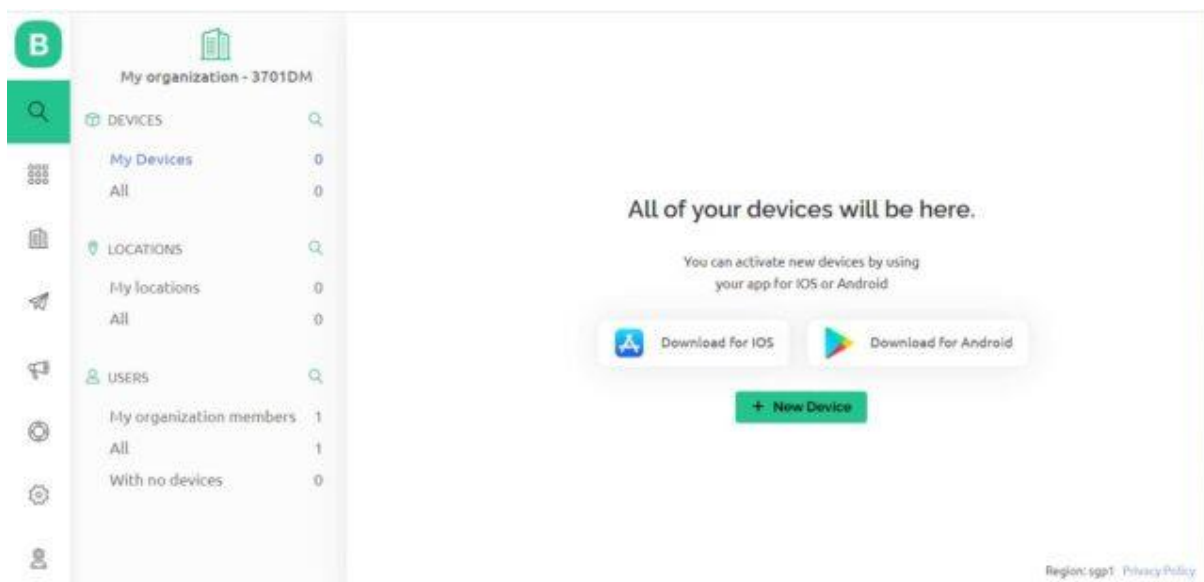 B
My organization - 3701DM
DEVICES
My Devices 0
All 0
LOCATIONS
My locations 0
All 0
USERS
My organization members 1
All 1
With no devices 0
All of your devices will be here.
You can activate new devices by using
your app for IOS or Android
Download for IOS
Download for Android
+ New Device
Region: sgp1 Privacy Policy